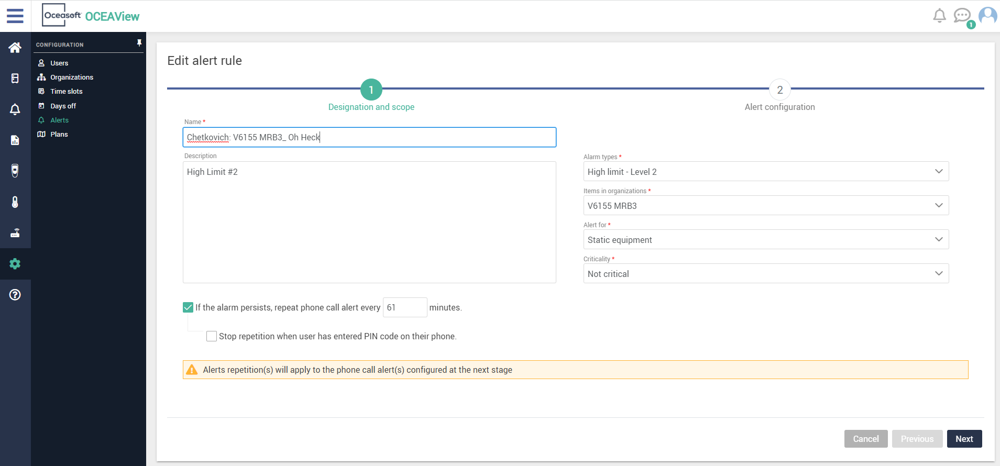 Oceasoft OCEAView
1
CONFIGURATION
Users
Organizations
Time slots
Days off
Alerts
Plans
Edit alert rule
1
2
Designation and scope
Alert configuration
Name *
Chetkovich: V6155 MRB3_ Oh Heck
Description
High Limit #2
Alarm types *
High limit - Level 2
Items in organizations *
V6155 MRB3
Alert for *
Static equipment
Criticality *
Not critical
If the alarm persists, repeat phone call alert every 61 minutes.
Stop repetition when user has entered PIN code on their phone.
Alerts repetition(s) will apply to the phone call alert(s) configured at the next stage
Cancel
Previous
Next